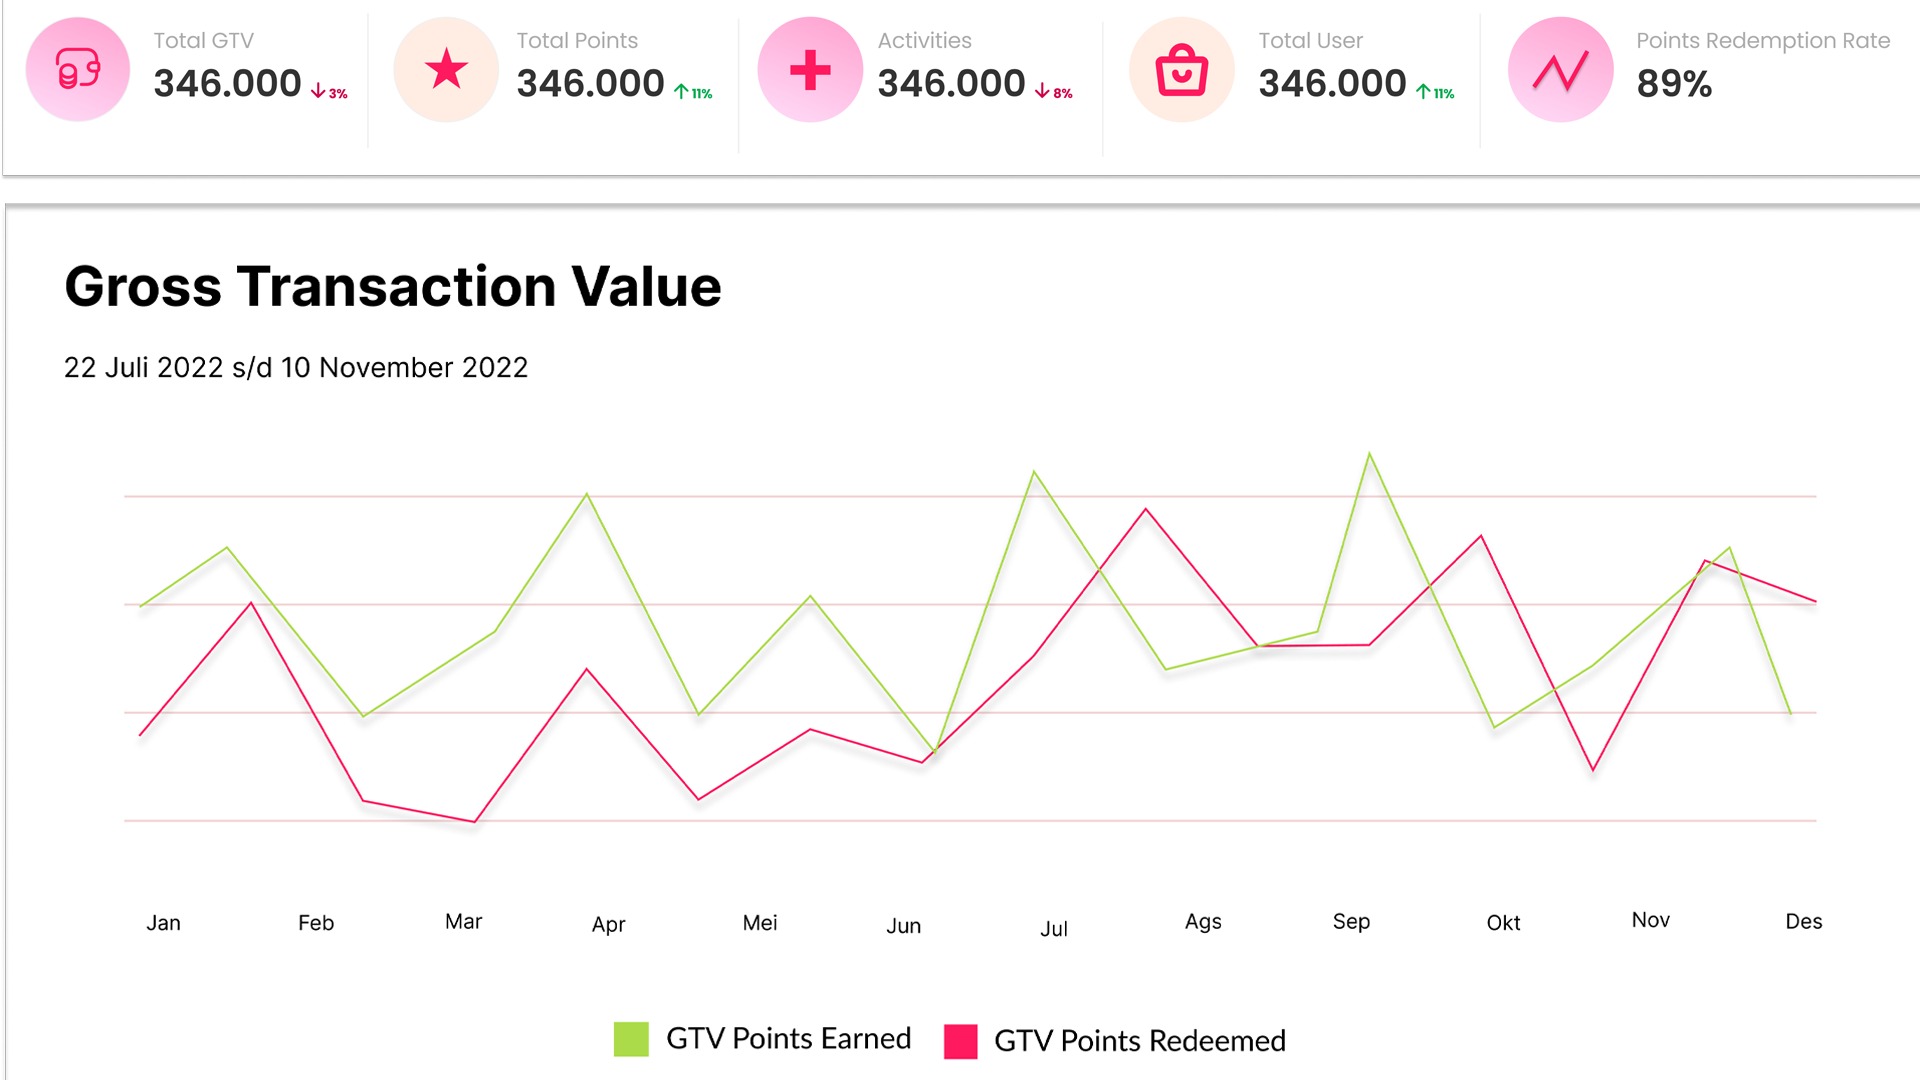 Total GTV
346.000 ↓ 3%
Total Points
346.000 ↑ 11%
Activities
346.000 ↓ 8%
Total User
346.000 ↑ 11%
Points Redemption Rate
89%
Gross Transaction Value
22 Juli 2022 s/d 10 November 2022
Jan Feb Mar Apr Mei Jun Jul Ags Sep Okt Nov Des
GTV Points Earned GTV Points Redeemed